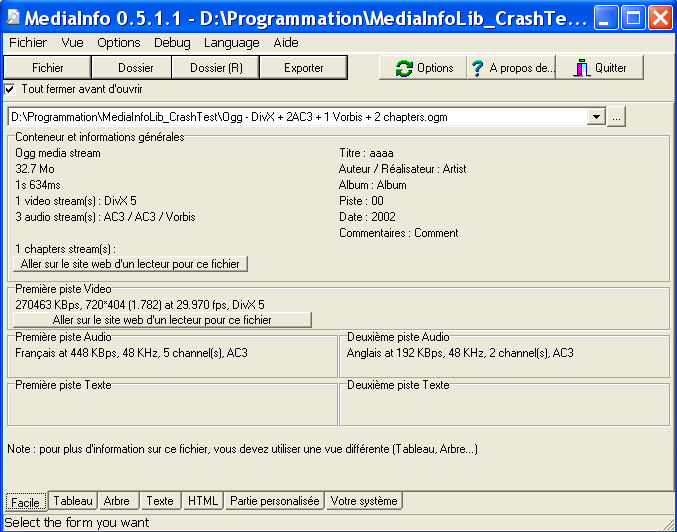 MediaInfo 0.5.1.1 - D:\Programmation\MediaInfoLib_CrashTe...
Fichier Vue Options Debug Language Aide
Fichier Dossier Dossier (R) Exporter Options A propos de... Quitter
Tout fermer avant d'ouvrir
D:\Programmation\MediaInfoLib_CrashTest\Ogg - DivX + 2AC3 + 1 Vorbis + 2 chapters.ogm ...
Conteneur et informations générales
Ogg media stream Titre : aaaa
32.7 Mo Auteur / Réalisateur : Artist
1s 634ms Album : Album
1 video stream(s) : DivX 5 Piste : 00
3 audio stream(s) : AC3 / AC3 / Vorbis Date : 2002
Commentaires : Comment
1 chapters stream(s) :
Aller sur le site web d'un lecteur pour ce fichier
Première piste Video
270463 KBps, 720*404 (1.782) at 29.970 fps, DivX 5
Aller sur le site web d'un lecteur pour ce fichier
Première piste Audio Deuxième piste Audio
Français at 448 KBps, 48 KHz, 5 channel(s), AC3 Anglais at 192 KBps, 48 KHz, 2 channel(s), AC3
Première piste Texte Deuxième piste Texte
Note : pour plus d'information sur ce fichier, vous devez utiliser une vue différente (Tableau, Arbre...)
Facile Tableau Arbre Texte HTML Partie personalisée Votre système
Select the form you want